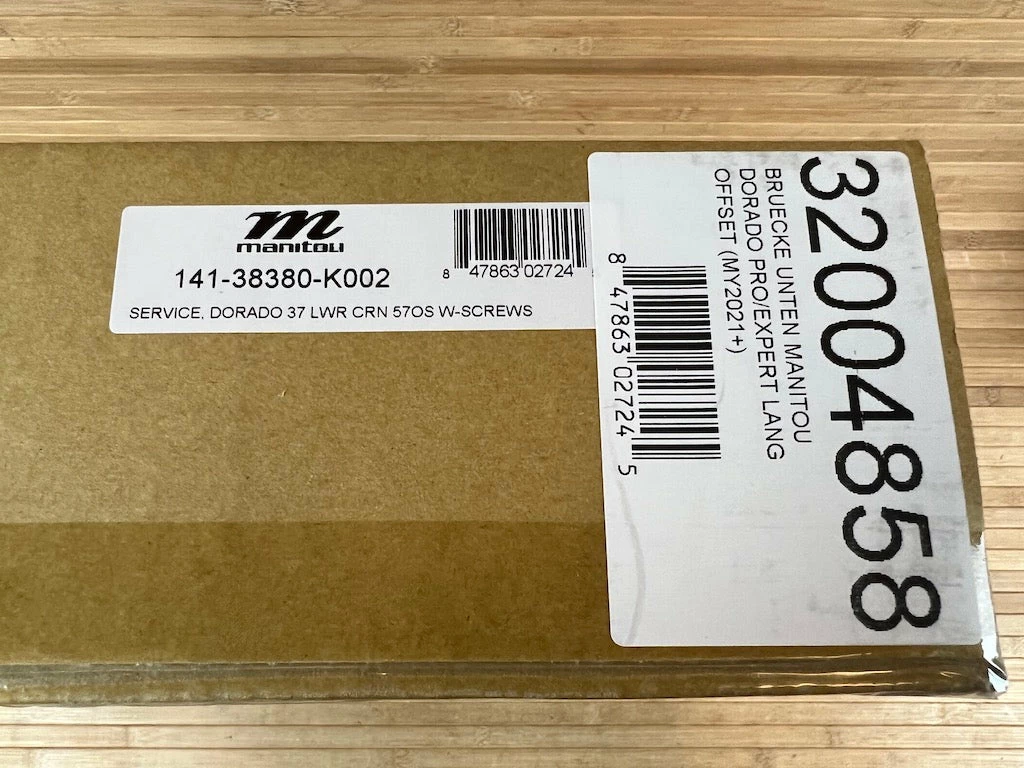 manitou
141-38380-K002
8 47863 02724
SERVICE, DORADO 37 LWR CRN 57OS W-SCREWS
32004858
BRUECKE UNTEN MANITOU
DORADO PRO/EXPERT LANG
OFFSET (MY2021+)
8 47863 02724 5